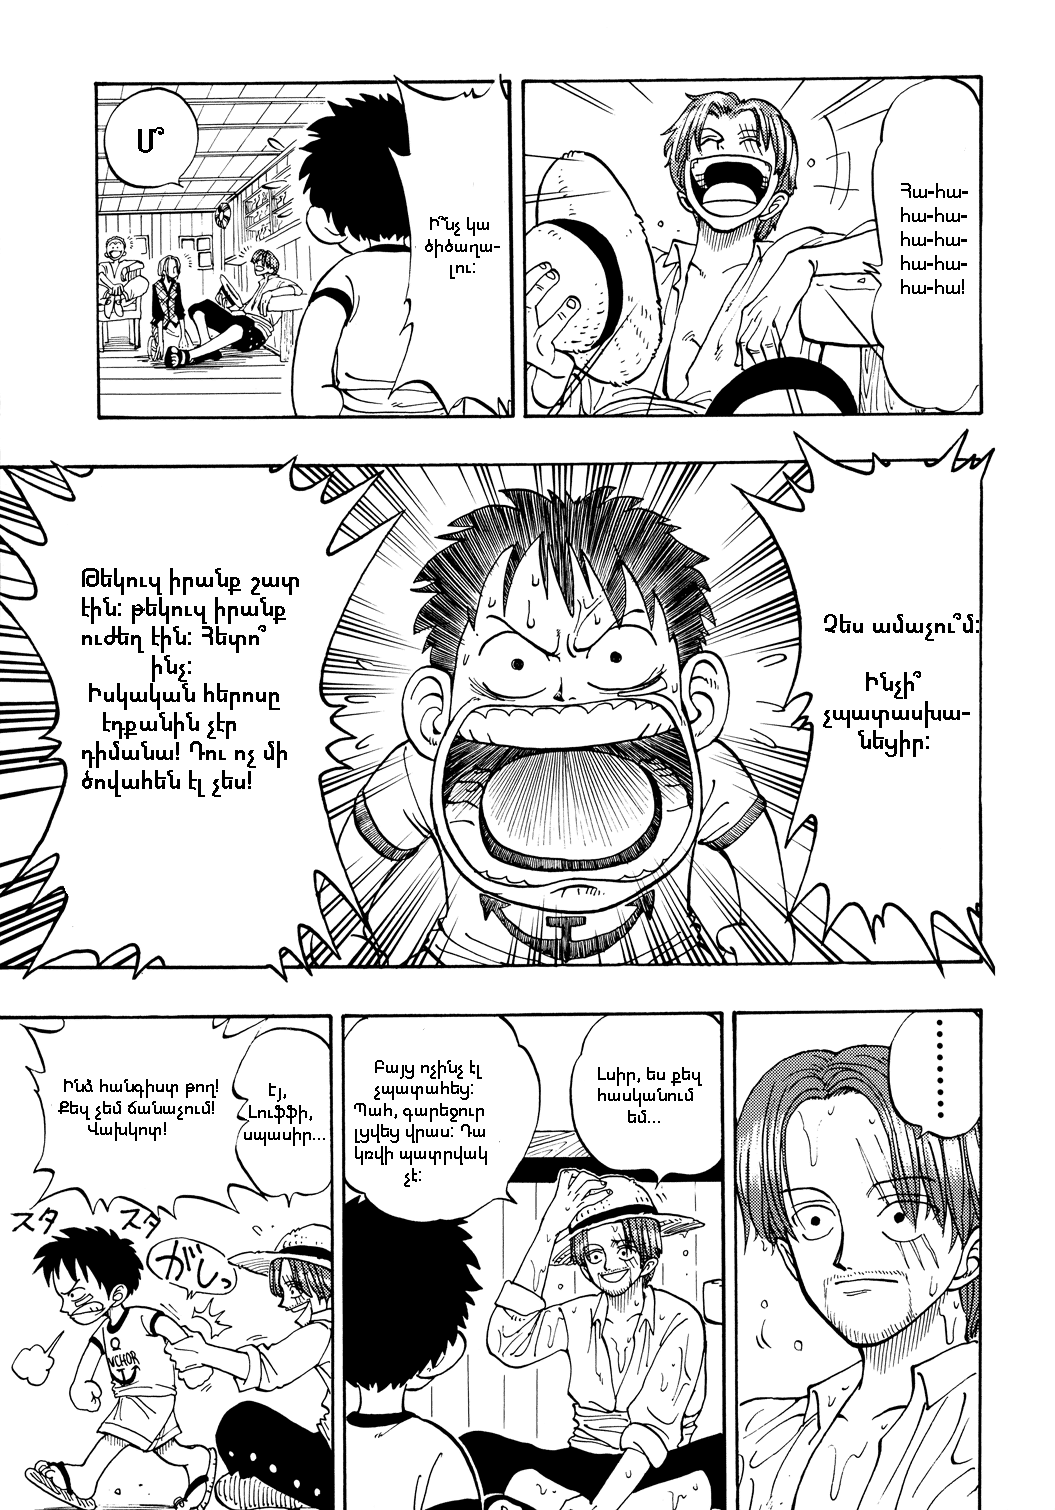 Հա-հա-
հա-հա-
հա-հա-
հա-հա-
հա-հա!
Ի՞նչ կա
ծիծաղա-
լու:
Մ՞
Չես ամաչու՞մ:
Ինչի՞
չպատասխա-
նեցիր:
Թեկուզ իրանք շատ
էին: թեկուզ իրանք
ուժեղ էին: Հետո՞
ինչ:
Իսկական հերոսը
էդքանին չէր
դիմանա! Դու ոչ մի
ծովահեն էլ չես!
........
Լսիր, ես քեզ
հասկանում
եմ...
Բայց ոչինչ էլ
չպատահեց:
Պահ, գարեջուր
լցվեց վրաս: Դա
կռվի պատրվակ
չէ:
Էյ,
Լուֆֆի,
սպասիր...
Ինձ հանգիստ թող!
Քեզ չեմ ճանաչում!
Վախկոտ!
スタ スタ
がしっ
NCHOR